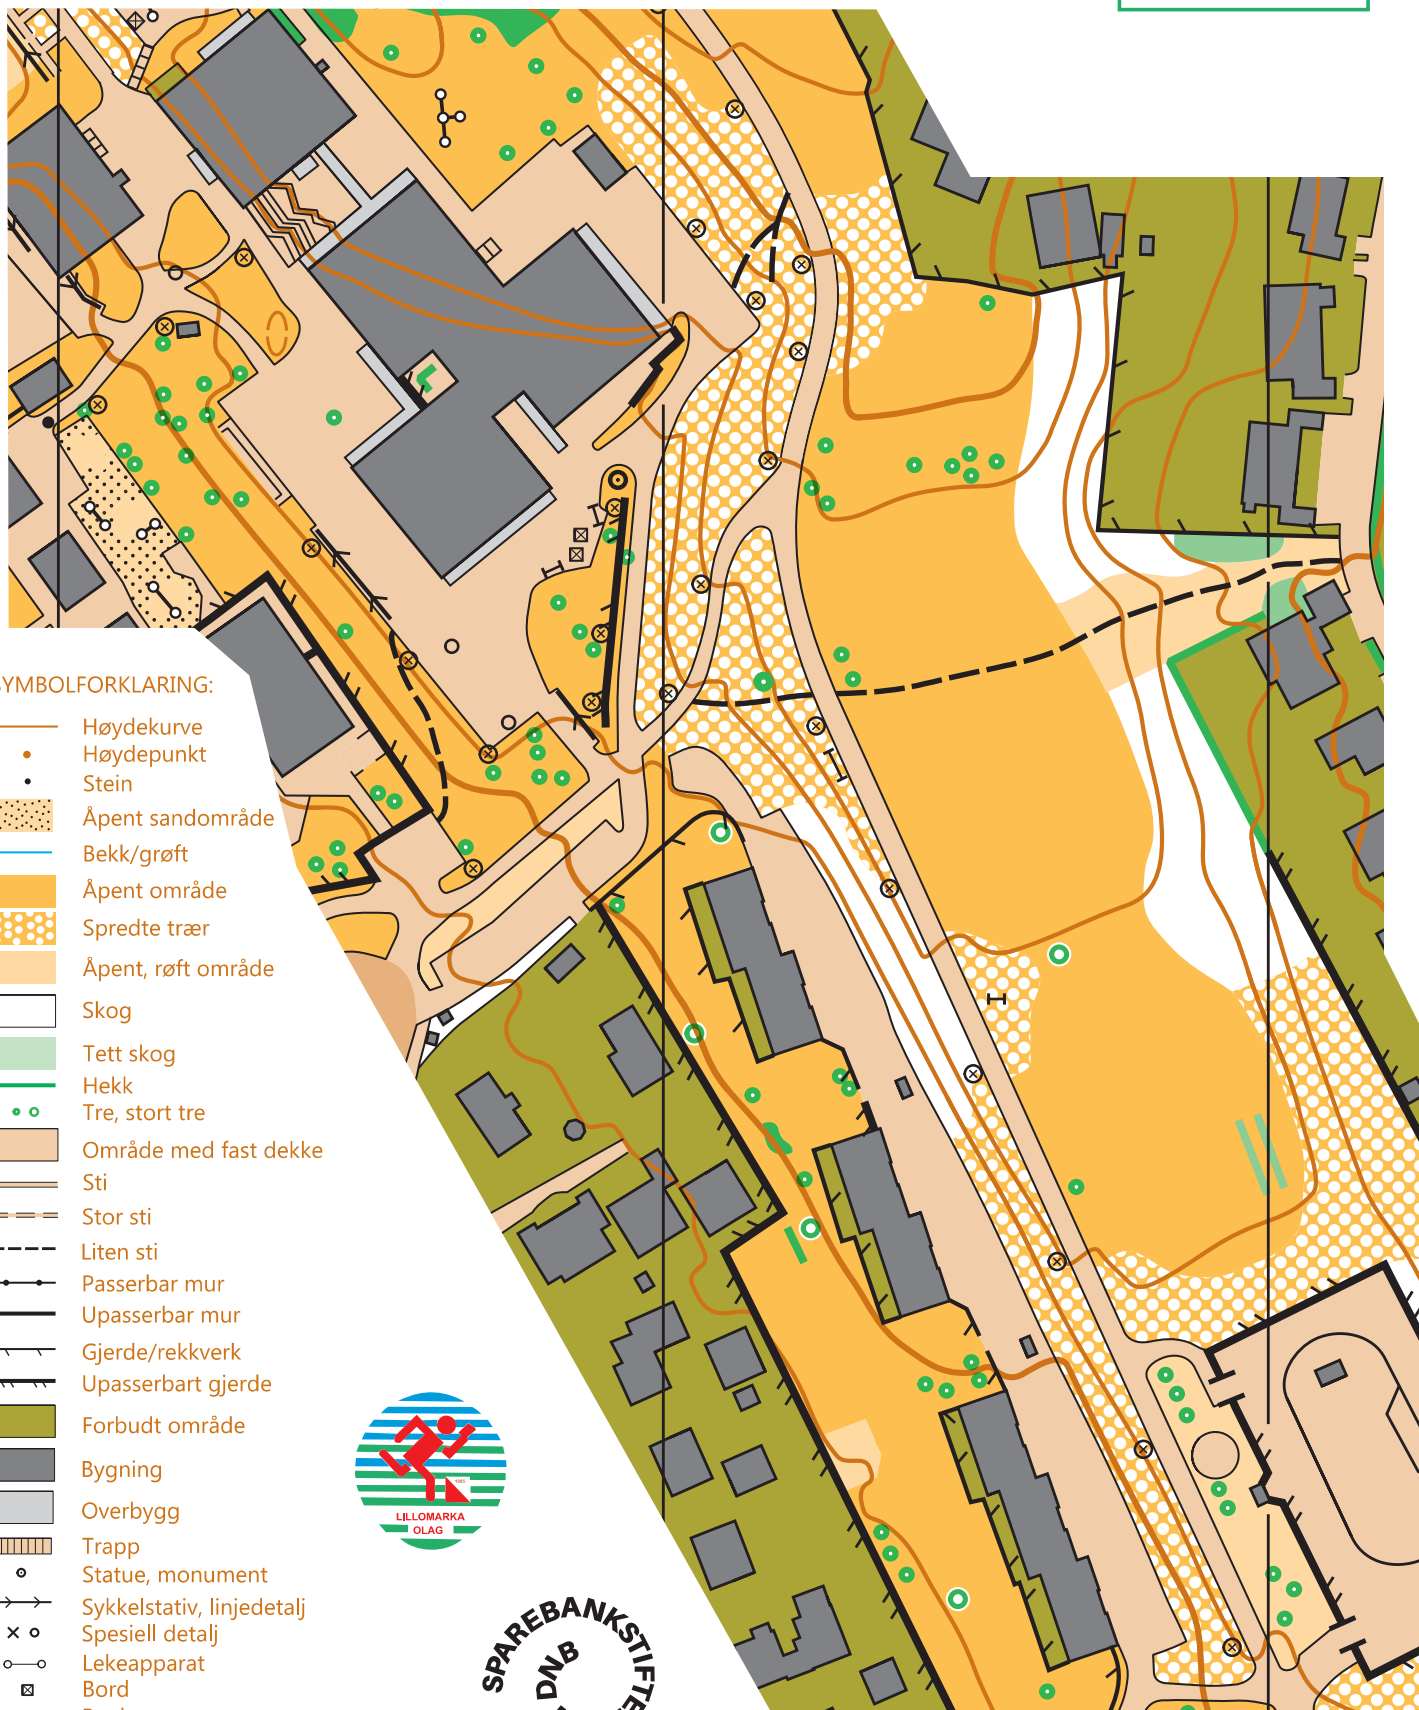 SYMBOLFORKLARING:
Høydekurve
Høydepunkt
Stein
Åpent sandområde
Bekk/grøft
Åpent område
Spredte trær
Åpent, røft område
Skog
Tett skog
Hekk
Tre, stort tre
Område med fast dekke
Sti
Stor sti
Liten sti
Passerbar mur
Upasserbar mur
Gjerde/rekkverk
Upasserbart gjerde
Forbudt område
Bygning
Overbygg
Trapp
Statue, monument
Sykkelstativ, linjedetalj
Spesiell detalj
Lekeapparat
Bord
LILLOMARKA
OLAG
SPAREBANKSTIFTE
DNB